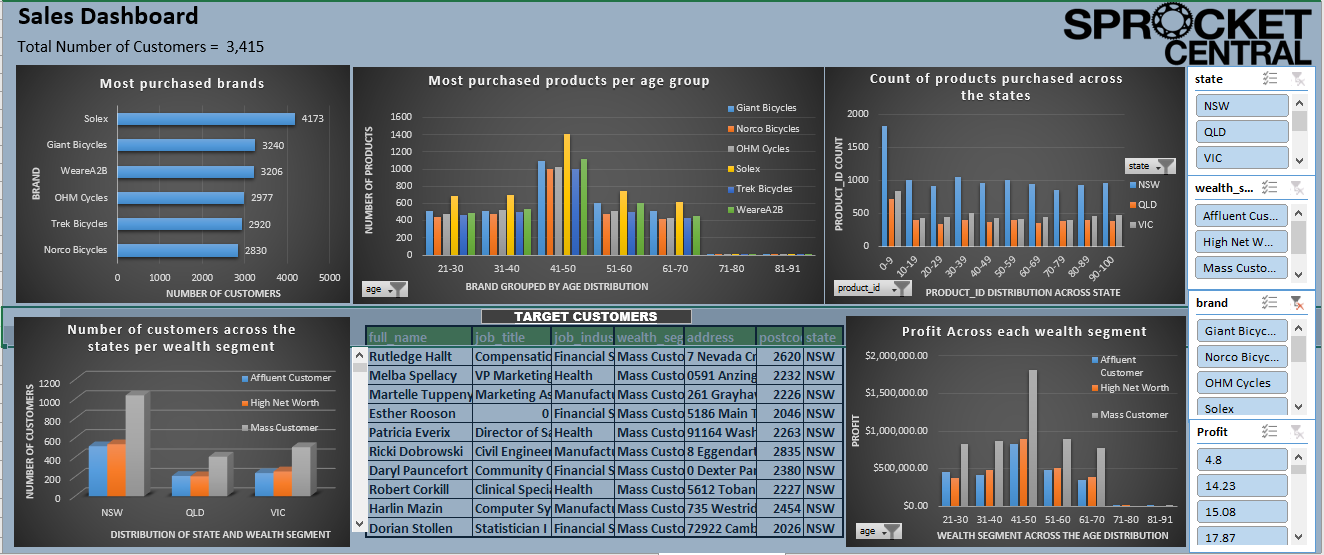 Sales Dashboard
Total Number of Customers = 3,415
SPROCKET
CENTRAL
Most purchased brands
BRAND
Solex 4173
Giant Bicycles 3240
WeareA2B 3206
OHM Cycles 2977
Trek Bicycles 2920
Norco Bicycles 2830
0 1000 2000 3000 4000 5000
NUMBER OF CUSTOMERS
Most purchased products per age group
NUMBER OF PRODUCTS
1600
1400
1200
1000
800
600
400
200
0
21-30 31-40 41-50 51-60 61-70 71-80 81-91
BRAND GROUPED BY AGE DISTRIBUTION
age
Giant Bicycles
Norco Bicycles
OHM Cycles
Solex
Trek Bicycles
WeareA2B
Count of products purchased across
the states
PRODUCT_ID COUNT
2000
1500
1000
500
0
0-9 10-19 20-29 30-39 40-49 50-59 60-69 70-79 80-89 90-100
product_id
PRODUCT_ID DISTRIBUTION ACROSS STATE
state
NSW
QLD
VIC
state
NSW
QLD
VIC
wealth_s...
Affluent Cus...
High Net W...
Mass Custo...
brand
Giant Bicyc...
Norco Bicyc...
OHM Cycles
Solex
Profit
4.8
14.23
15.08
17.87
Number of customers across the
states per wealth segment
NUMBER OF CUSTOMERS
1200
1000
800
600
400
200
0
NSW QLD VIC
DISTRIBUTION OF STATE AND WEALTH SEGMENT
Affluent Customer
High Net Worth
Mass Customer
TARGET CUSTOMERS
full_name job_title job_indus wealth_seg address postco state
Rutledge Hallt Compensatio Financial S Mass Custo 7 Nevada Cr 2620 NSW
Melba Spellacy VP Marketing Health Mass Custo 0591 Anzing 2232 NSW
Martelle Tuppeny Marketing As Manufactu Mass Custo 261 Grayhav 2226 NSW
Esther Rooson 0 Financial S Mass Custo 5186 Main T 2046 NSW
Patricia Everix Director of Sa Health Mass Custo 91164 Wash 2263 NSW
Ricki Dobrowski Civil Engineer Manufactu Mass Custo 8 Eggendart 2835 NSW
Daryl Pauncefort Community O Financial S Mass Custo 0 Dexter Par 2380 NSW
Robert Corkill Clinical Specia Health Mass Custo 5612 Toban 2227 NSW
Harlin Mazin Computer Sy Manufactu Mass Custo 735 Westrid 2454 NSW
Dorian Stollen Statistician I Financial S Mass Custo 72922 Camb 2026 NSW
Profit Across each wealth segment
PROFIT
$2,000,000.00
$1,500,000.00
$1,000,000.00
$500,000.00
$0.00
21-30 31-40 41-50 51-60 61-70 71-80 81-91
age
WEALTH SEGMENT ACROSS THE AGE DISTRIBUTION
Affluent
Customer
High Net Worth
Mass Customer